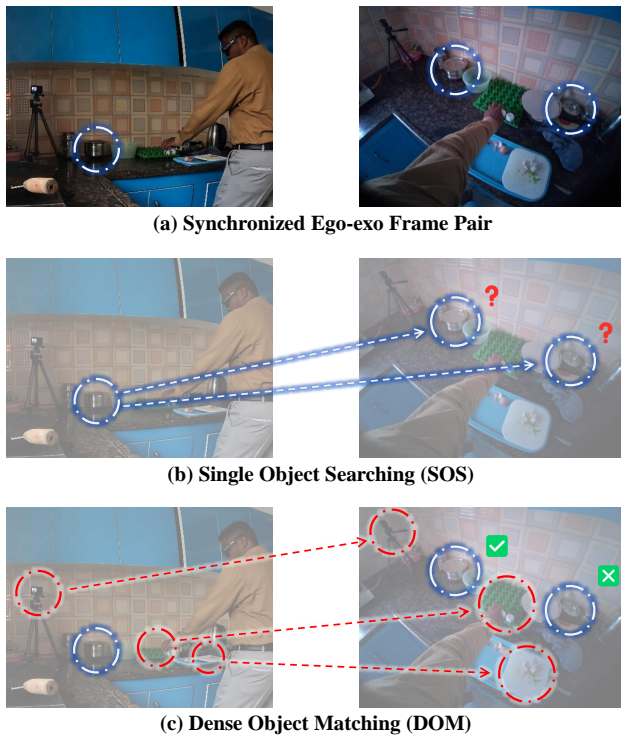 (a) Synchronized Ego-exo Frame Pair
? ?
(b) Single Object Searching (SOS)
(c) Dense Object Matching (DOM)